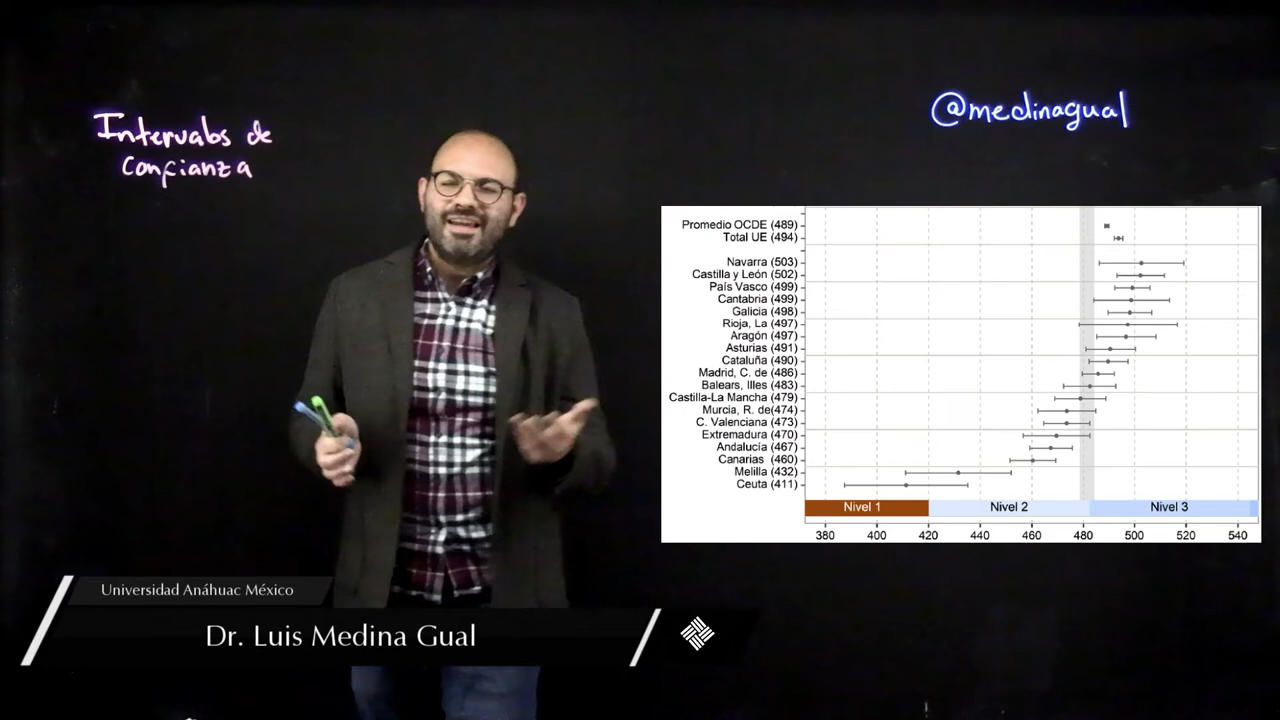 Intervalos de
confianza
@medinagual
Promedio OCDE (489)
Total UE (494)
Navarra (503)
Castilla y León (502)
País Vasco (499)
Cantabria (499)
Galicia (498)
Rioja, La (497)
Aragón (497)
Asturias (491)
Cataluña (490)
Madrid, C. de (486)
Balears, Illes (483)
Castilla-La Mancha (479)
Murcia, R. de(474)
C. Valenciana (473)
Extremadura (470)
Andalucía (467)
Canarias (460)
Melilla (432)
Ceuta (411)
Nivel 1 Nivel 2 Nivel 3
380 400 420 440 460 480 500 520 540
Universidad Anáhuac México
Dr. Luis Medina Gual